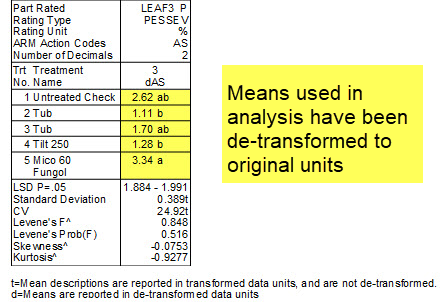 Part Rated LEAF3 P
Rating Type PESSEV
Rating Unit %
ARM Action Codes AS
Number of Decimals 2
Trt Treatment 3
No. Name dAS
1 Untreated Check 2.62 ab
2 Tub 1.11 b
3 Tub 1.70 ab
4 Tilt 250 1.28 b
5 Mico 60 3.34 a
Fungol
LSD P=.05 1.884 - 1.991
Standard Deviation 0.389t
CV 24.92t
Levene's F^ 0.848
Levene's Prob(F) 0.516
Skewness^ -0.0753
Kurtosis^ -0.9277
Means used in
analysis have been
de-transformed to
original units
t=Mean descriptions are reported in transformed data units, and are not de-transformed.
d=Means are reported in de-transformed data units